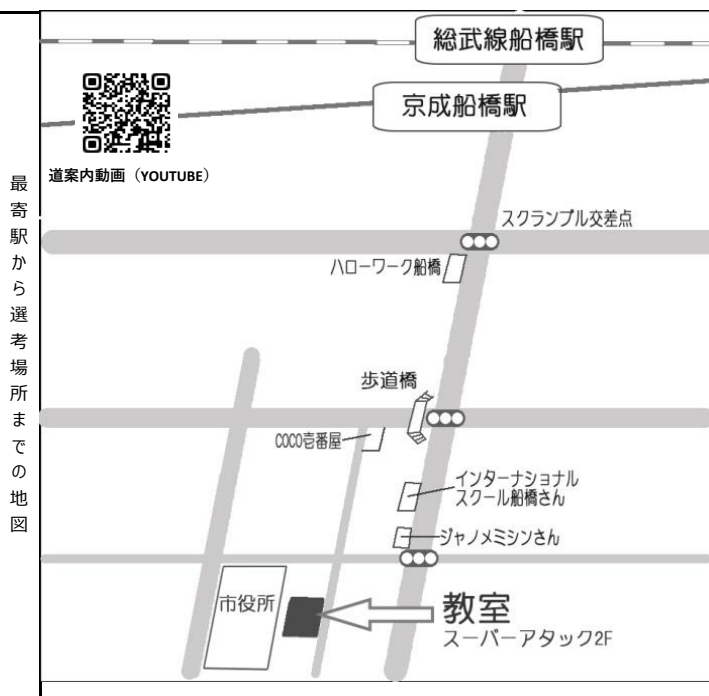 最寄駅から選考場所までの地図
総武線船橋駅
京成船橋駅
道案内動画（YOUTUBE）
スクランブル交差点
ハローワーク船橋
歩道橋
COCO壱番屋
インターナショナル
スクール船橋さん
ジャノメミシンさん
市役所
教室
スーパーアタック2F